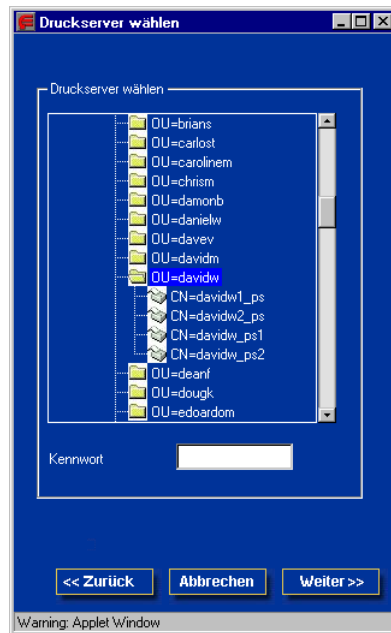 Druckserver wählen
Druckserver wählen
OU=brians
OU=carlost
OU=carolinem
OU=chrism
OU=damonb
OU=danielw
OU=davev
OU=davidm
OU=davidw
CN=davidw1_ps
CN=davidw2_ps
CN=davidw_ps1
CN=davidw_ps2
OU=deanf
OU=dougk
OU=edoardom
Kennwort
<< Zurück Abbrechen Weiter >>
Warning: Applet Window